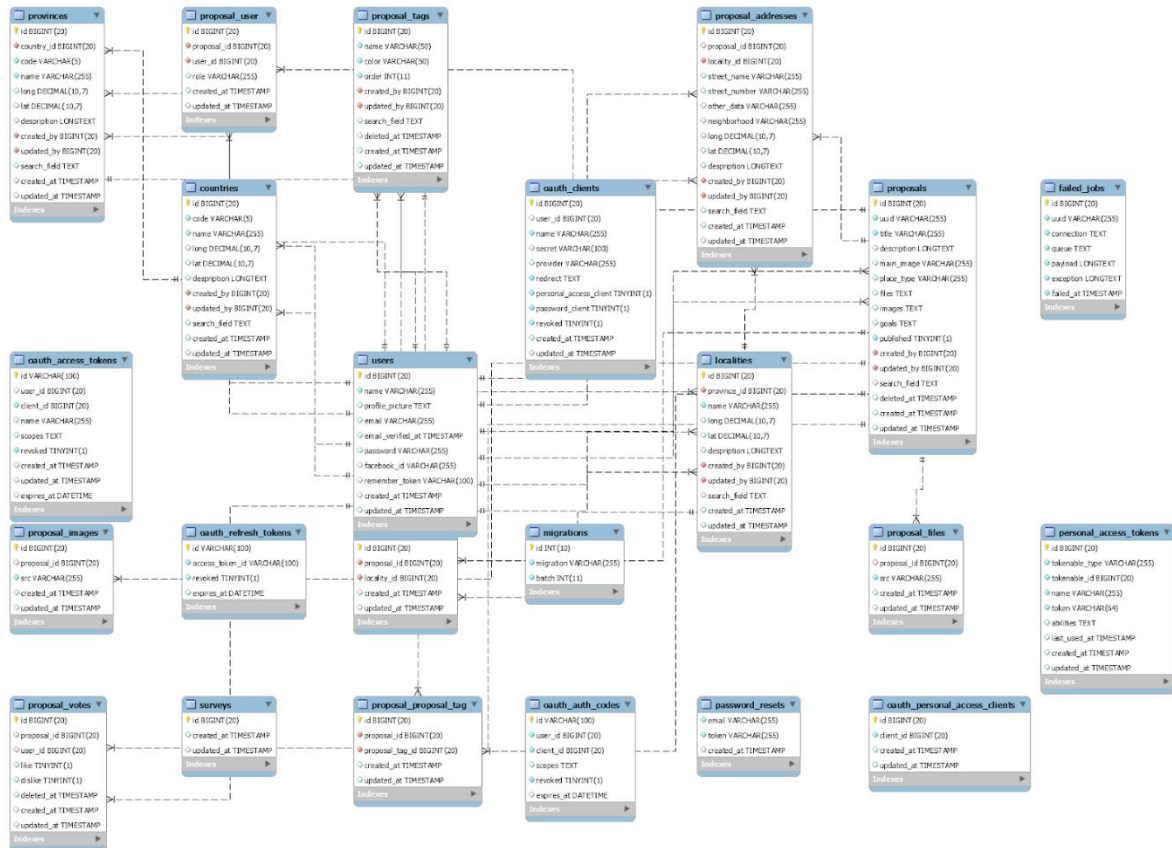 provinces
id BIGINT(20)
country_id BIGINT(20)
code VARCHAR(5)
name VARCHAR(255)
long DECIMAL(10,7)
lat DECIMAL(10,7)
despription LONGTEXT
created_by BIGINT(20)
updated_by BIGINT(20)
search_field TEXT
created_at TIMESTAMP
updated_at TIMESTAMP
Indexes
proposal_user
id BIGINT(20)
proposal_id BIGINT(20)
user_id BIGINT(20)
role VARCHAR(255)
created_at TIMESTAMP
updated_at TIMESTAMP
Indexes
proposal_tags
id BIGINT(20)
name VARCHAR(50)
color VARCHAR(50)
order INT(11)
created_by BIGINT(20)
updated_by BIGINT(20)
search_field TEXT
deleted_at TIMESTAMP
created_at TIMESTAMP
updated_at TIMESTAMP
Indexes
proposal_addresses
id BIGINT(20)
proposal_id BIGINT(20)
locality_id BIGINT(20)
street_name VARCHAR(255)
street_number VARCHAR(255)
other_data VARCHAR(255)
neighborhood VARCHAR(255)
long DECIMAL(10,7)
lat DECIMAL(10,7)
despription LONGTEXT
created_by BIGINT(20)
updated_by BIGINT(20)
search_field TEXT
created_at TIMESTAMP
updated_at TIMESTAMP
Indexes
countries
id BIGINT(20)
code VARCHAR(5)
name VARCHAR(255)
long DECIMAL(10,7)
lat DECIMAL(10,7)
despription LONGTEXT
created_by BIGINT(20)
updated_by BIGINT(20)
search_field TEXT
created_at TIMESTAMP
updated_at TIMESTAMP
Indexes
oauth_clients
id BIGINT(20)
user_id BIGINT(20)
name VARCHAR(255)
secret VARCHAR(100)
provider VARCHAR(255)
redirect TEXT
personal_access_client TINYINT(1)
password_client TINYINT(1)
revoked TINYINT(1)
created_at TIMESTAMP
updated_at TIMESTAMP
Indexes
proposals
id BIGINT(20)
uuid VARCHAR(255)
title VARCHAR(255)
description LONGTEXT
main_image VARCHAR(255)
place_type VARCHAR(255)
files TEXT
images TEXT
goals TEXT
published TINYINT(1)
created_by BIGINT(20)
updated_by BIGINT(20)
search_field TEXT
deleted_at TIMESTAMP
created_at TIMESTAMP
updated_at TIMESTAMP
Indexes
failed_jobs
id BIGINT(20)
uuid VARCHAR(255)
connection TEXT
queue TEXT
payload LONGTEXT
exception LONGTEXT
failed_at TIMESTAMP
Indexes
oauth_access_tokens
id VARCHAR(100)
user_id BIGINT(20)
client_id BIGINT(20)
name VARCHAR(255)
scopes TEXT
revoked TINYINT(1)
created_at TIMESTAMP
updated_at TIMESTAMP
expires_at DATETIME
Indexes
users
id BIGINT(20)
name VARCHAR(255)
profile_picture TEXT
email VARCHAR(255)
email_verified_at TIMESTAMP
password VARCHAR(255)
facebook_id VARCHAR(255)
remember_token VARCHAR(100)
created_at TIMESTAMP
updated_at TIMESTAMP
Indexes
localities
id BIGINT(20)
province_id BIGINT(20)
name VARCHAR(255)
long DECIMAL(10,7)
lat DECIMAL(10,7)
despription LONGTEXT
created_by BIGINT(20)
updated_by BIGINT(20)
search_field TEXT
created_at TIMESTAMP
updated_at TIMESTAMP
Indexes
proposal_images
id BIGINT(20)
proposal_id BIGINT(20)
src VARCHAR(255)
created_at TIMESTAMP
updated_at TIMESTAMP
Indexes
oauth_refresh_tokens
id VARCHAR(100)
access_token_id VARCHAR(100)
revoked TINYINT(1)
expires_at DATETIME
Indexes
id BIGINT(20)
proposal_id BIGINT(20)
locality_id BIGINT(20)
created_at TIMESTAMP
updated_at TIMESTAMP
Indexes
migrations
id INT(10)
migration VARCHAR(255)
batch INT(11)
Indexes
proposal_files
id BIGINT(20)
proposal_id BIGINT(20)
src VARCHAR(255)
created_at TIMESTAMP
updated_at TIMESTAMP
Indexes
personal_access_tokens
id BIGINT(20)
tokenable_type VARCHAR(255)
tokenable_id BIGINT(20)
name VARCHAR(255)
token VARCHAR(64)
abilities TEXT
last_used_at TIMESTAMP
created_at TIMESTAMP
updated_at TIMESTAMP
Indexes
proposal_votes
id BIGINT(20)
proposal_id BIGINT(20)
user_id BIGINT(20)
like TINYINT(1)
dislike TINYINT(1)
deleted_at TIMESTAMP
created_at TIMESTAMP
updated_at TIMESTAMP
Indexes
surveys
id BIGINT(20)
created_at TIMESTAMP
updated_at TIMESTAMP
Indexes
proposal_proposal_tag
id BIGINT(20)
proposal_id BIGINT(20)
proposal_tag_id BIGINT(20)
created_at TIMESTAMP
updated_at TIMESTAMP
Indexes
oauth_auth_codes
id VARCHAR(100)
user_id BIGINT(20)
client_id BIGINT(20)
scopes TEXT
revoked TINYINT(1)
expires_at DATETIME
Indexes
password_resets
email VARCHAR(255)
token VARCHAR(255)
created_at TIMESTAMP
Indexes
oauth_personal_access_clients
id BIGINT(20)
client_id BIGINT(20)
created_at TIMESTAMP
updated_at TIMESTAMP
Indexes